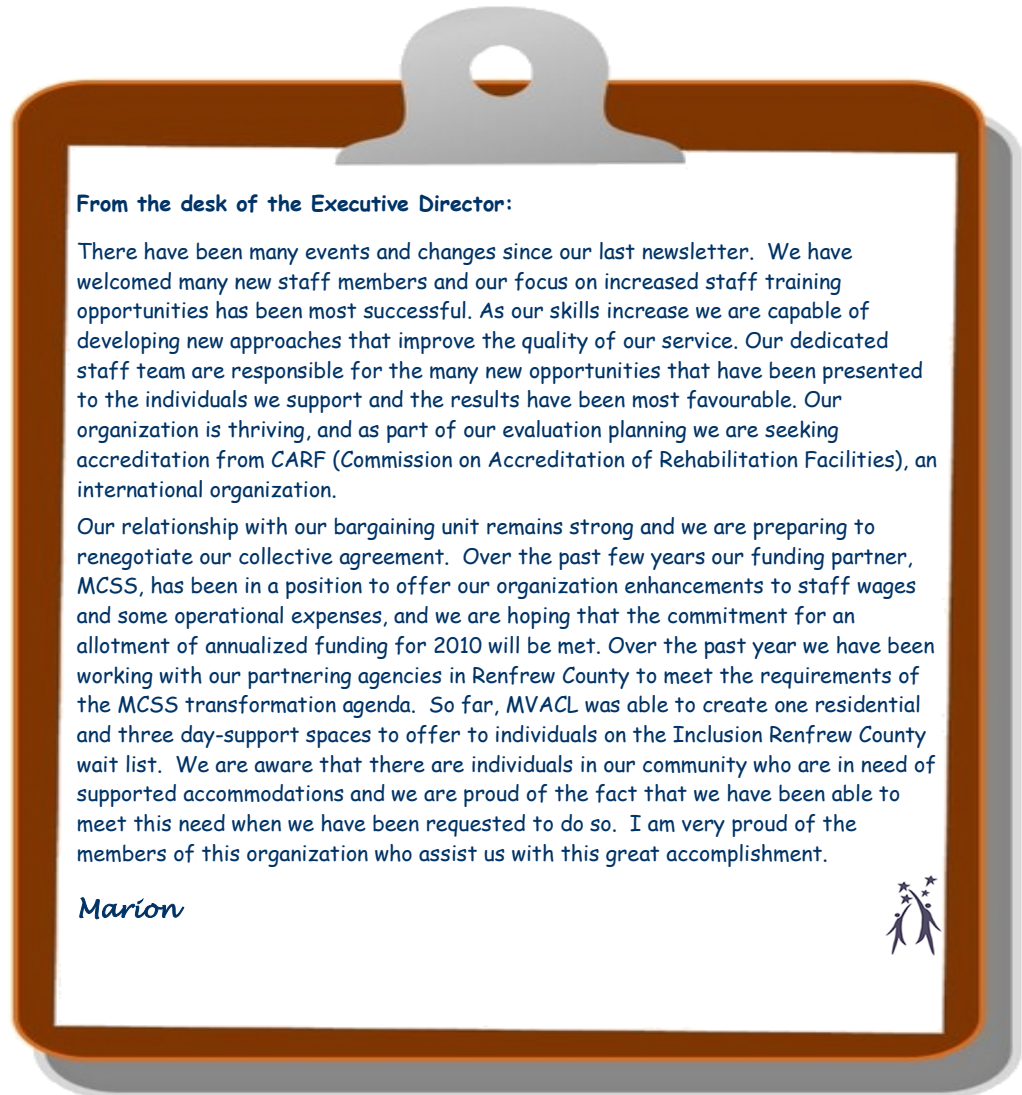 From the desk of the Executive Director:
There have been many events and changes since our last newsletter.  We have
welcomed many new staff members and our focus on increased staff training
opportunities has been most successful. As our skills increase we are capable of
developing new approaches that improve the quality of our service. Our dedicated
staff team are responsible for the many new opportunities that have been presented
to the individuals we support and the results have been most favourable. Our
organization is thriving, and as part of our evaluation planning we are seeking
accreditation from CARF (Commission on Accreditation of Rehabilitation Facilities), an
international organization.
Our relationship with our bargaining unit remains strong and we are preparing to
renegotiate our collective agreement.  Over the past few years our funding partner,
MCSS, has been in a position to offer our organization enhancements to staff wages
and some operational expenses, and we are hoping that the commitment for an
allotment of annualized funding for 2010 will be met. Over the past year we have been
working with our partnering agencies in Renfrew County to meet the requirements of
the MCSS transformation agenda.  So far, MVACL was able to create one residential
and three day-support spaces to offer to individuals on the Inclusion Renfrew County
wait list.  We are aware that there are individuals in our community who are in need of
supported accommodations and we are proud of the fact that we have been able to
meet this need when we have been requested to do so.  I am very proud of the
members of this organization who assist us with this great accomplishment.
Marion